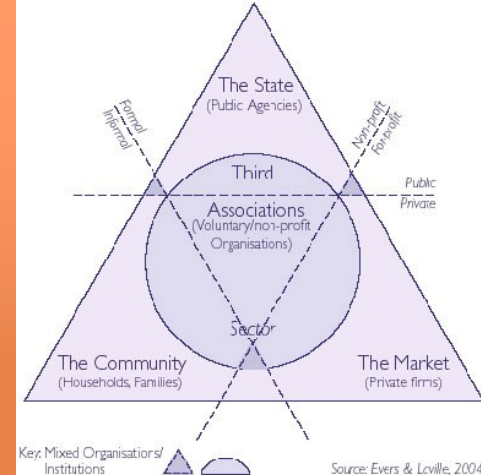 The State
(Public Agencies)
Formal
Informal
Non-profit
For-profit
Third
Public
Private
Associations
(Voluntary/non-profit
Organisations)
Sector
The Community
(Households, Families)
The Market
(Private firms)
Key: Mixed Organisations/
Institutions
Source: Evers & Lcville, 2004